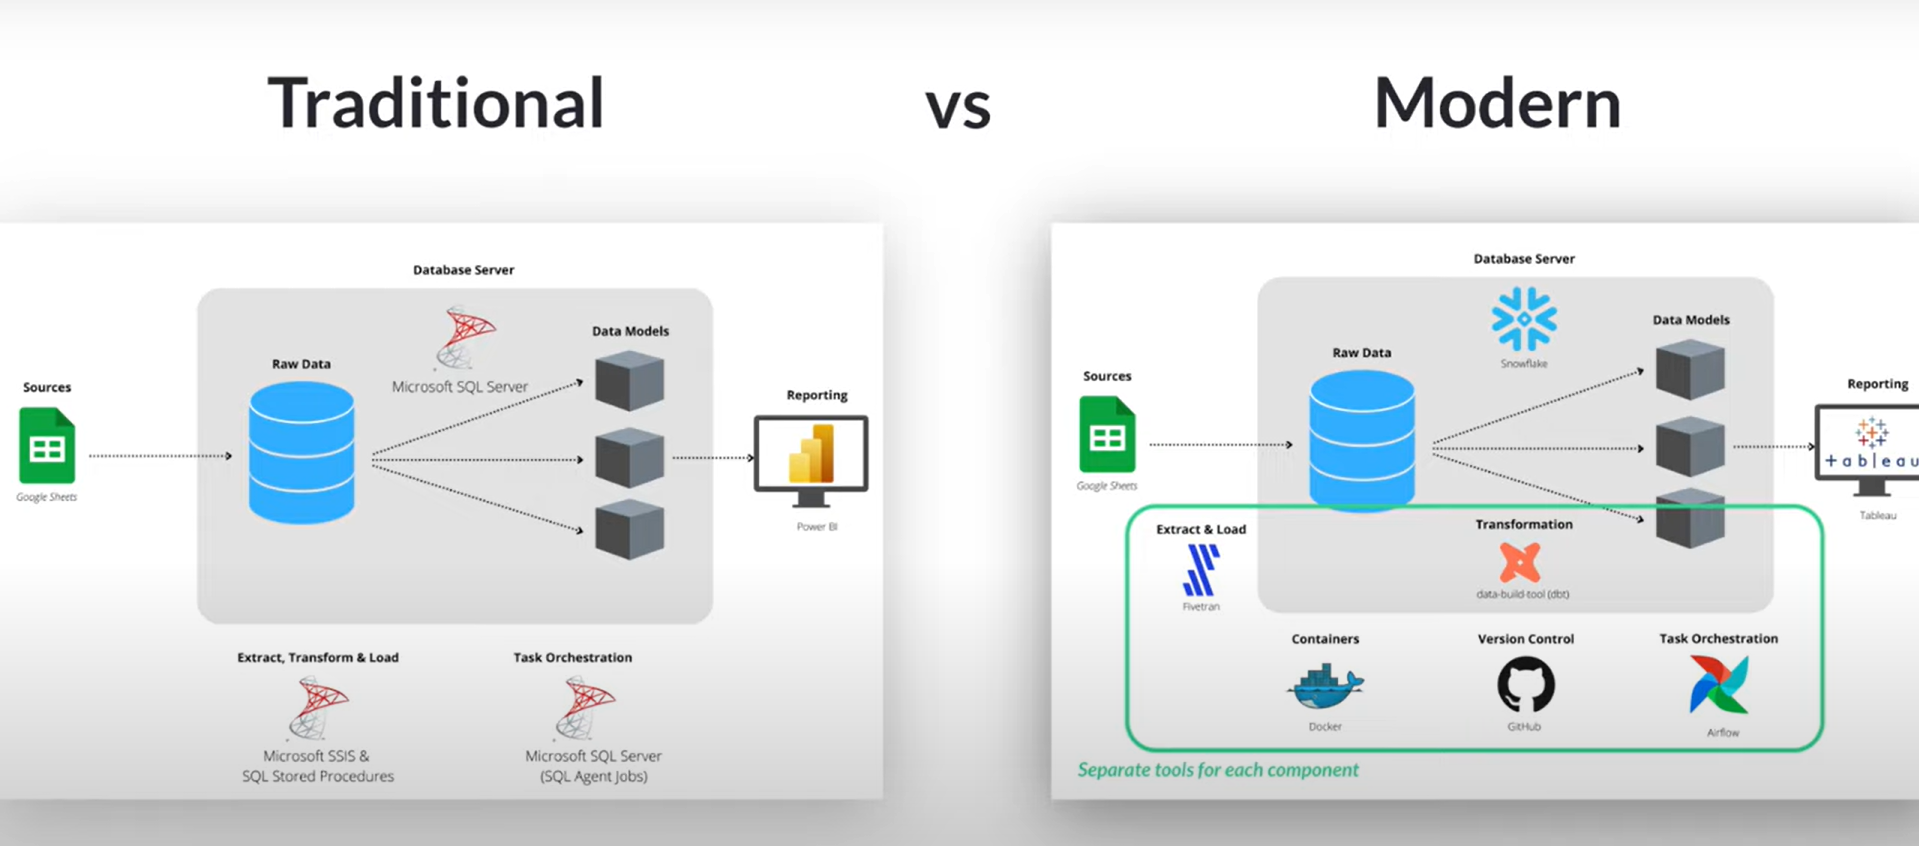 Traditional
vs
Modern
Database Server
Microsoft SQL Server
Data Models
Raw Data
Sources
Google Sheets
Reporting
Power BI
Extract, Transform & Load
Microsoft SSIS &
SQL Stored Procedures
Task Orchestration
Microsoft SQL Server
(SQL Agent Jobs)
Database Server
Snowflake
Data Models
Raw Data
Sources
Google Sheets
Reporting
tableau
Tableau
Extract & Load
Fivetran
Transformation
data-build-tool (dbt)
Containers
Docker
Version Control
GitHub
Task Orchestration
Airflow
Separate tools for each component